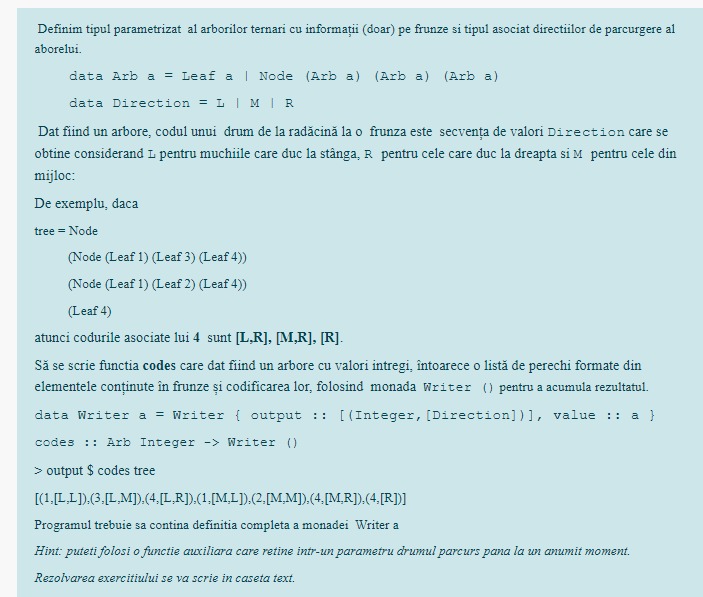 Definim tipul parametrizat al arborilor ternari cu informații (doar) pe frunze si tipul asociat directiilor de parcurgere al
aborelui.
data Arb a = Leaf a | Node (Arb a) (Arb a) (Arb a)
data Direction = L | M | R
Dat fiind un arbore, codul unui drum de la radăcină la o frunza este secvența de valori Direction care se
obtine considerand L pentru muchiile care duc la stânga, R pentru cele care duc la dreapta si M pentru cele din
mijloc:
De exemplu, daca
tree = Node
(Node (Leaf 1) (Leaf 3) (Leaf 4))
(Node (Leaf 1) (Leaf 2) (Leaf 4))
(Leaf 4)
atunci codurile asociate lui 4 sunt [L,R], [M,R], [R].
Să se scrie functia codes care dat fiind un arbore cu valori intregi, întoarece o listă de perechi formate din
elementele conținute în frunze și codificarea lor, folosind monada Writer () pentru a acumula rezultatul.
data Writer a = Writer { output :: [(Integer,[Direction])], value :: a }
codes :: Arb Integer -> Writer ()
> output $ codes tree
[(1,[L,L]),(3,[L,M]),(4,[L,R]),(1,[M,L]),(2,[M,M]),(4,[M,R]),(4,[R])]
Programul trebuie sa contina definitia completa a monadei Writer a
Hint: puteti folosi o functie auxiliara care retine intr-un parametru drumul parcurs pana la un anumit moment.
Rezolvarea exercitiului se va scrie in caseta text.